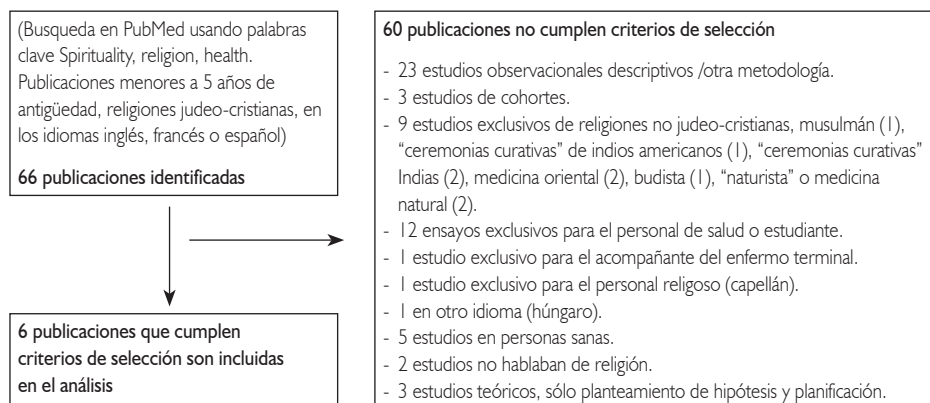 (Busqueda en PubMed usando palabras
clave Spirituality, religion, health.
Publicaciones menores a 5 años de
antigüedad, religiones judeo-cristianas, en
los idiomas inglés, francés o español)
66 publicaciones identificadas
6 publicaciones que cumplen
criterios de selección son incluidas
en el análisis
60 publicaciones no cumplen criterios de selección
- 23 estudios observacionales descriptivos /otra metodología.
- 3 estudios de cohortes.
- 9 estudios exclusivos de religiones no judeo-cristianas, musulmán (1),
"ceremonias curativas" de indios americanos (1), "ceremonias curativas"
Indias (2), medicina oriental (2), budista (1), "naturista" o medicina
natural (2).
- 12 ensayos exclusivos para el personal de salud o estudiante.
- 1 estudio exclusivo para el acompañante del enfermo terminal.
- 1 estudio exclusivo para el personal religoso (capellán).
- 1 en otro idioma (húngaro).
- 5 estudios en personas sanas.
- 2 estudios no hablaban de religión.
- 3 estudios teóricos, sólo planteamiento de hipótesis y planificación.